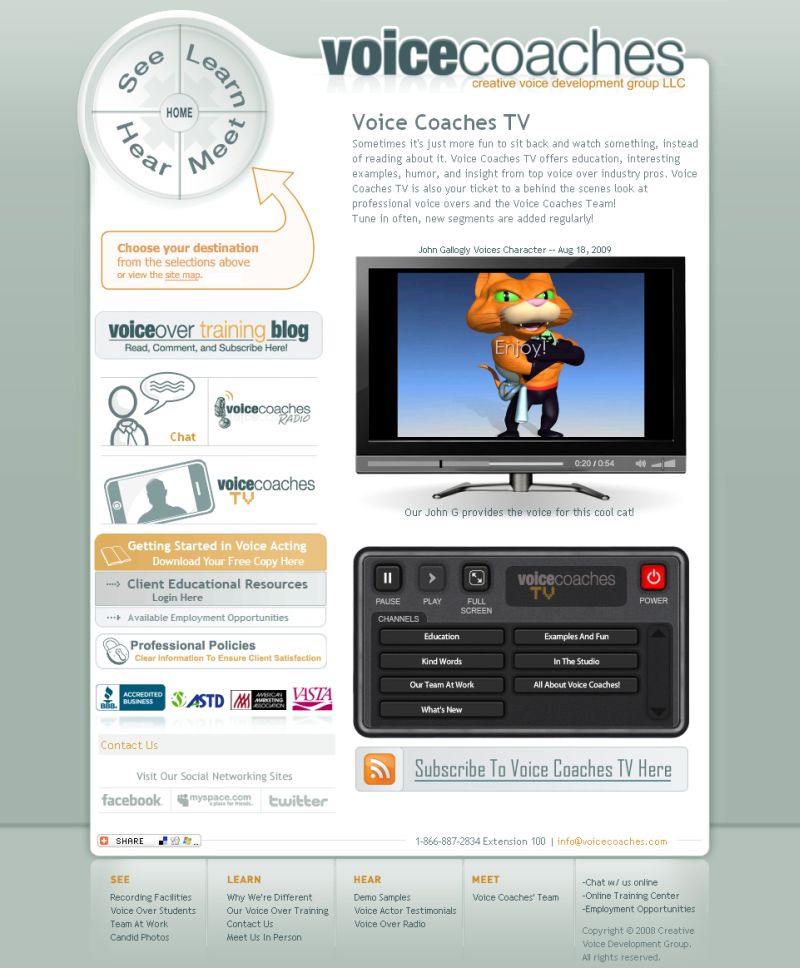 See
Learn
HOME
Hear
Meet
voicecoaches
creative voice development group LLC
Choose your destination
from the selections above
or view the site map.
voiceover training blog
Read, Comment, and Subscribe Here!
Chat
voicecoaches
RADIO
voicecoaches
TV
Getting Started in Voice Acting
Download Your Free Copy Here
Client Educational Resources
Login Here
Available Employment Opportunities
Professional Policies
Clear Information To Ensure Client Satisfaction
BBB
ACCREDITED
BUSINESS
ASTD
AMERICAN
MARKETING
ASSOCIATION
VASTA
Contact Us
Visit Our Social Networking Sites
facebook
myspace.com
a place for friends.
twitter
SHARE
Voice Coaches TV
Sometimes it's just more fun to sit back and watch something, instead
of reading about it. Voice Coaches TV offers education, interesting
examples, humor, and insight from top voice over industry pros. Voice
Coaches TV is also your ticket to a behind the scenes look at
professional voice overs and the Voice Coaches Team!
Tune in often, new segments are added regularly!
John Gallogly Voices Character -- Aug 18, 2009
Enjoy!
0:20 / 0:54
Our John G provides the voice for this cool cat!
PAUSE
PLAY
FULL
SCREEN
voicecoaches
TV
POWER
CHANNELS
Education
Examples And Fun
Kind Words
In The Studio
Our Team At Work
All About Voice Coaches!
What's New
Subscribe To Voice Coaches TV Here
1-866-887-2834 Extension 100 | info@voicecoaches.com
SEE
Recording Facilities
Voice Over Students
Team At Work
Candid Photos
LEARN
Why We're Different
Our Voice Over Training
Contact Us
Meet Us In Person
HEAR
Demo Samples
Voice Actor Testimonials
Voice Over Radio
MEET
Voice Coaches' Team
-Chat w/ us online
-Online Training Center
-Employment Opportunities
Copyright © 2008 Creative
Voice Development Group.
All rights reserved.